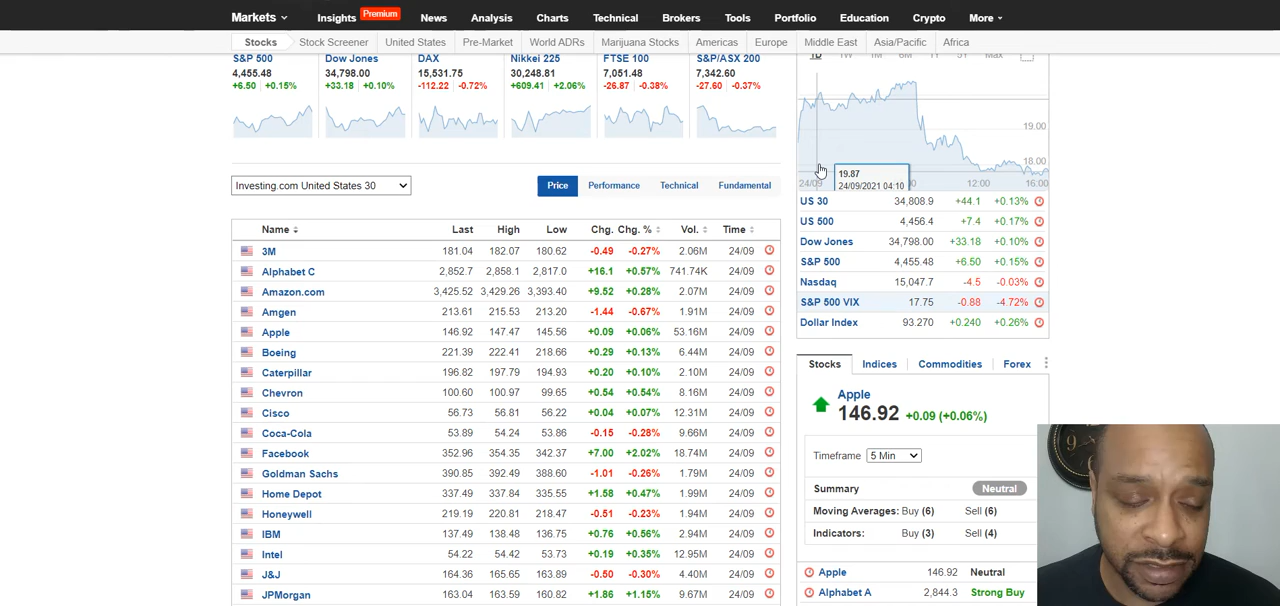 Markets Insights Premium News Analysis Charts Technical Brokers Tools Portfolio Education Crypto More
Stocks Stock Screener United States Pre-Market World ADRs Marijuana Stocks Americas Europe Middle East Asia/Pacific Africa
S&P 500 Dow Jones DAX Nikkei 225 FTSE 100 S&P/ASX 200
4,455.48 34,798.00 15,531.75 30,248.81 7,051.48 7,342.60
+6.50 +0.15% +33.18 +0.10% -112.22 -0.72% +609.41 +2.06% -26.87 -0.38% -27.60 -0.37%
1D 1W 1M 1Y 5Y Max
19.00
18.00
19.87
24/09/2021 04:10
24/09 12:00 16:00
Investing.com United States 30 Price Performance Technical Fundamental
Name Last High Low Chg. Chg. % Vol. Time
3M 181.04 182.07 180.62 -0.49 -0.27% 2.06M 24/09
Alphabet C 2,852.7 2,858.1 2,817.0 +16.1 +0.57% 741.74K 24/09
Amazon.com 3,425.52 3,429.26 3,393.40 +9.52 +0.28% 2.07M 24/09
Amgen 213.61 215.53 213.20 -1.44 -0.67% 1.91M 24/09
Apple 146.92 147.47 145.56 +0.09 +0.06% 53.16M 24/09
Boeing 221.39 222.41 218.66 +0.29 +0.13% 6.44M 24/09
Caterpillar 196.82 197.79 194.93 +0.20 +0.10% 2.10M 24/09
Chevron 100.60 100.97 99.65 +0.54 +0.54% 8.16M 24/09
Cisco 56.73 56.81 56.22 +0.04 +0.07% 12.31M 24/09
Coca-Cola 53.89 54.24 53.86 -0.15 -0.28% 9.66M 24/09
Facebook 352.96 354.35 342.37 +7.00 +2.02% 18.74M 24/09
Goldman Sachs 390.85 392.49 388.60 -1.01 -0.26% 1.79M 24/09
Home Depot 337.49 337.84 335.55 +1.58 +0.47% 1.99M 24/09
Honeywell 219.19 220.81 218.47 -0.51 -0.23% 1.94M 24/09
IBM 137.49 138.48 136.75 +0.76 +0.56% 2.94M 24/09
Intel 54.22 54.42 53.73 +0.19 +0.35% 12.95M 24/09
J&J 164.36 165.65 163.89 -0.50 -0.30% 4.40M 24/09
JPMorgan 163.04 163.59 160.82 +1.86 +1.15% 9.67M 24/09
US 30 34,808.9 +44.1 +0.13%
US 500 4,456.4 +7.4 +0.17%
Dow Jones 34,798.00 +33.18 +0.10%
S&P 500 4,455.48 +6.50 +0.15%
Nasdaq 15,047.7 -4.5 -0.03%
S&P 500 VIX 17.75 -0.88 -4.72%
Dollar Index 93.270 +0.240 +0.26%
Stocks Indices Commodities Forex
Apple
146.92 +0.09 (+0.06%)
Timeframe 5 Min
Summary Neutral
Moving Averages: Buy (6) Sell (6)
Indicators: Buy (3) Sell (4)
Apple 146.92 Neutral
Alphabet A 2,844.3 Strong Buy